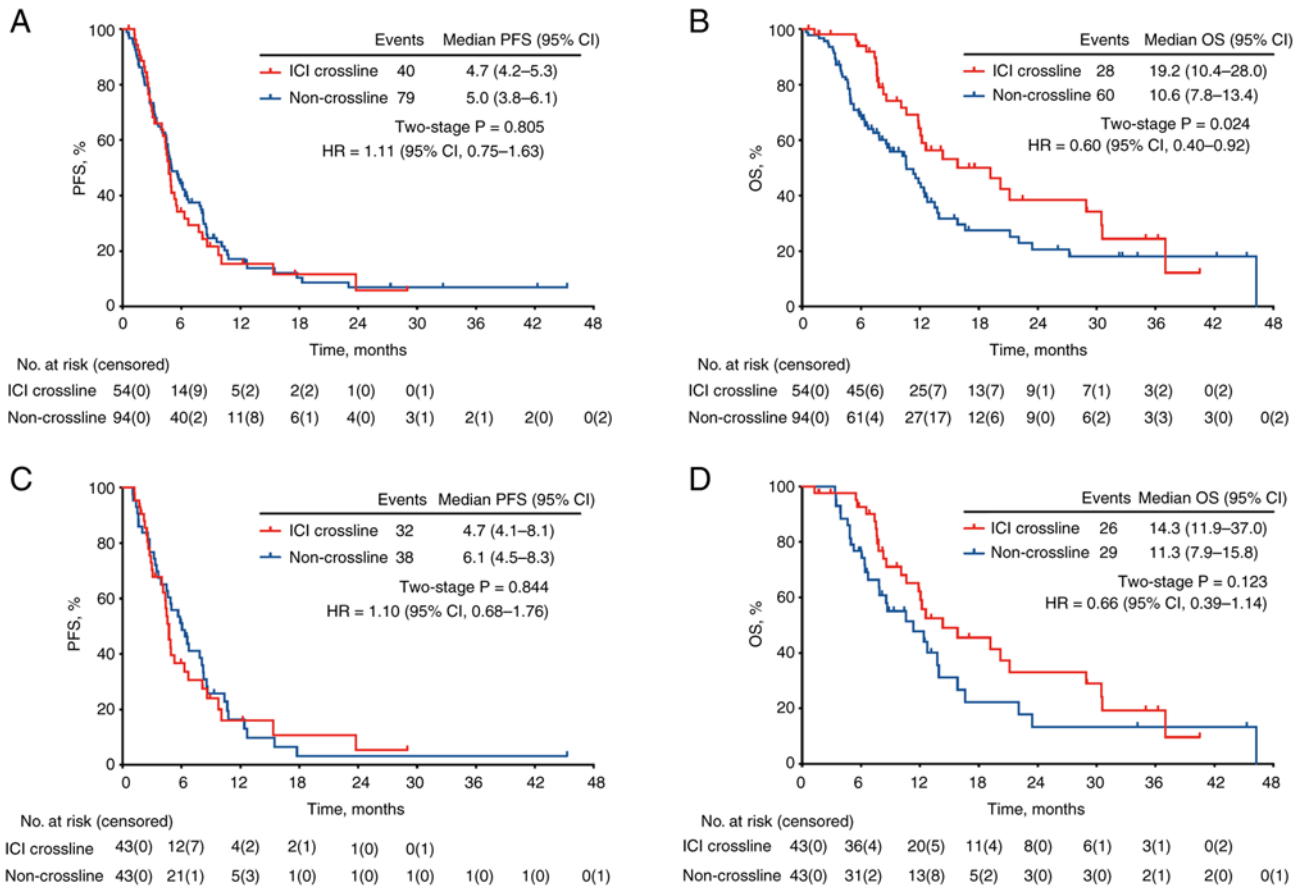 A
Events Median PFS (95% CI)
ICI crossline 40 4.7 (4.2–5.3)
Non-crossline 79 5.0 (3.8–6.1)
Two-stage P = 0.805
HR = 1.11 (95% CI, 0.75–1.63)
PFS, %
100
80
60
40
20
0
0 6 12 18 24 30 36 42 48
Time, months
No. at risk (censored)
ICI crossline 54(0) 14(9) 5(2) 2(2) 1(0) 0(1)
Non-crossline 94(0) 40(2) 11(8) 6(1) 4(0) 3(1) 2(1) 2(0) 0(2)
B
Events Median OS (95% CI)
ICI crossline 28 19.2 (10.4–28.0)
Non-crossline 60 10.6 (7.8–13.4)
Two-stage P = 0.024
HR = 0.60 (95% CI, 0.40–0.92)
OS, %
100
80
60
40
20
0
0 6 12 18 24 30 36 42 48
Time, months
No. at risk (censored)
ICI crossline 54(0) 45(6) 25(7) 13(7) 9(1) 7(1) 3(2) 0(2)
Non-crossline 94(0) 61(4) 27(17) 12(6) 9(0) 6(2) 3(3) 3(0) 0(2)
C
Events Median PFS (95% CI)
ICI crossline 32 4.7 (4.1–8.1)
Non-crossline 38 6.1 (4.5–8.3)
Two-stage P = 0.844
HR = 1.10 (95% CI, 0.68–1.76)
PFS, %
100
80
60
40
20
0
0 6 12 18 24 30 36 42 48
Time, months
No. at risk (censored)
ICI crossline 43(0) 12(7) 4(2) 2(1) 1(0) 0(1)
Non-crossline 43(0) 21(1) 5(3) 1(0) 1(0) 1(0) 1(0) 1(0) 0(1)
D
Events Median OS (95% CI)
ICI crossline 26 14.3 (11.9–37.0)
Non-crossline 29 11.3 (7.9–15.8)
Two-stage P = 0.123
HR = 0.66 (95% CI, 0.39–1.14)
OS, %
100
80
60
40
20
0
0 6 12 18 24 30 36 42 48
Time, months
No. at risk (censored)
ICI crossline 43(0) 36(4) 20(5) 11(4) 8(0) 6(1) 3(1) 0(2)
Non-crossline 43(0) 31(2) 13(8) 5(2) 3(0) 3(0) 2(1) 2(0) 0(1)